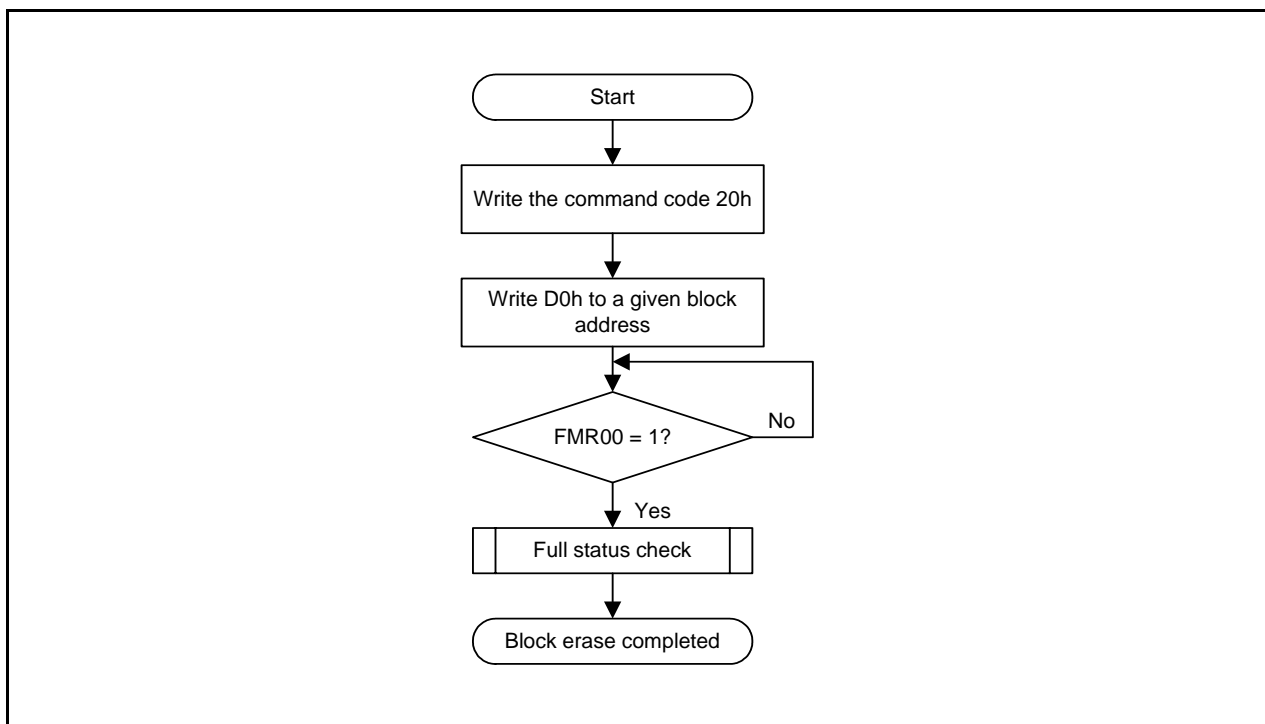 Start
Write the command code 20h
Write D0h to a given block
address
FMR00 = 1?
No
Yes
Full status check
Block erase completed